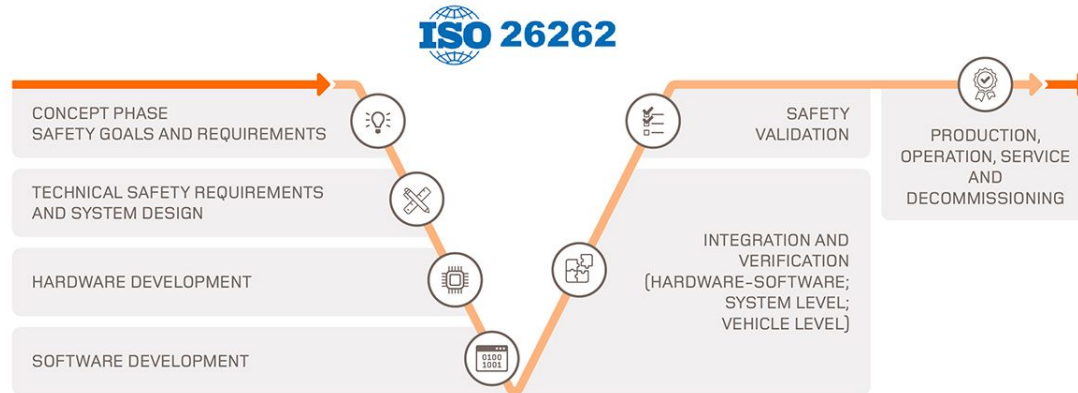 ISO 26262
CONCEPT PHASE
SAFETY GOALS AND REQUIREMENTS
TECHNICAL SAFETY REQUIREMENTS
AND SYSTEM DESIGN
HARDWARE DEVELOPMENT
SOFTWARE DEVELOPMENT
0100
1001
INTEGRATION AND
VERIFICATION
(HARDWARE-SOFTWARE;
SYSTEM LEVEL;
VEHICLE LEVEL)
SAFETY
VALIDATION
PRODUCTION,
OPERATION, SERVICE
AND
DECOMMISSIONING